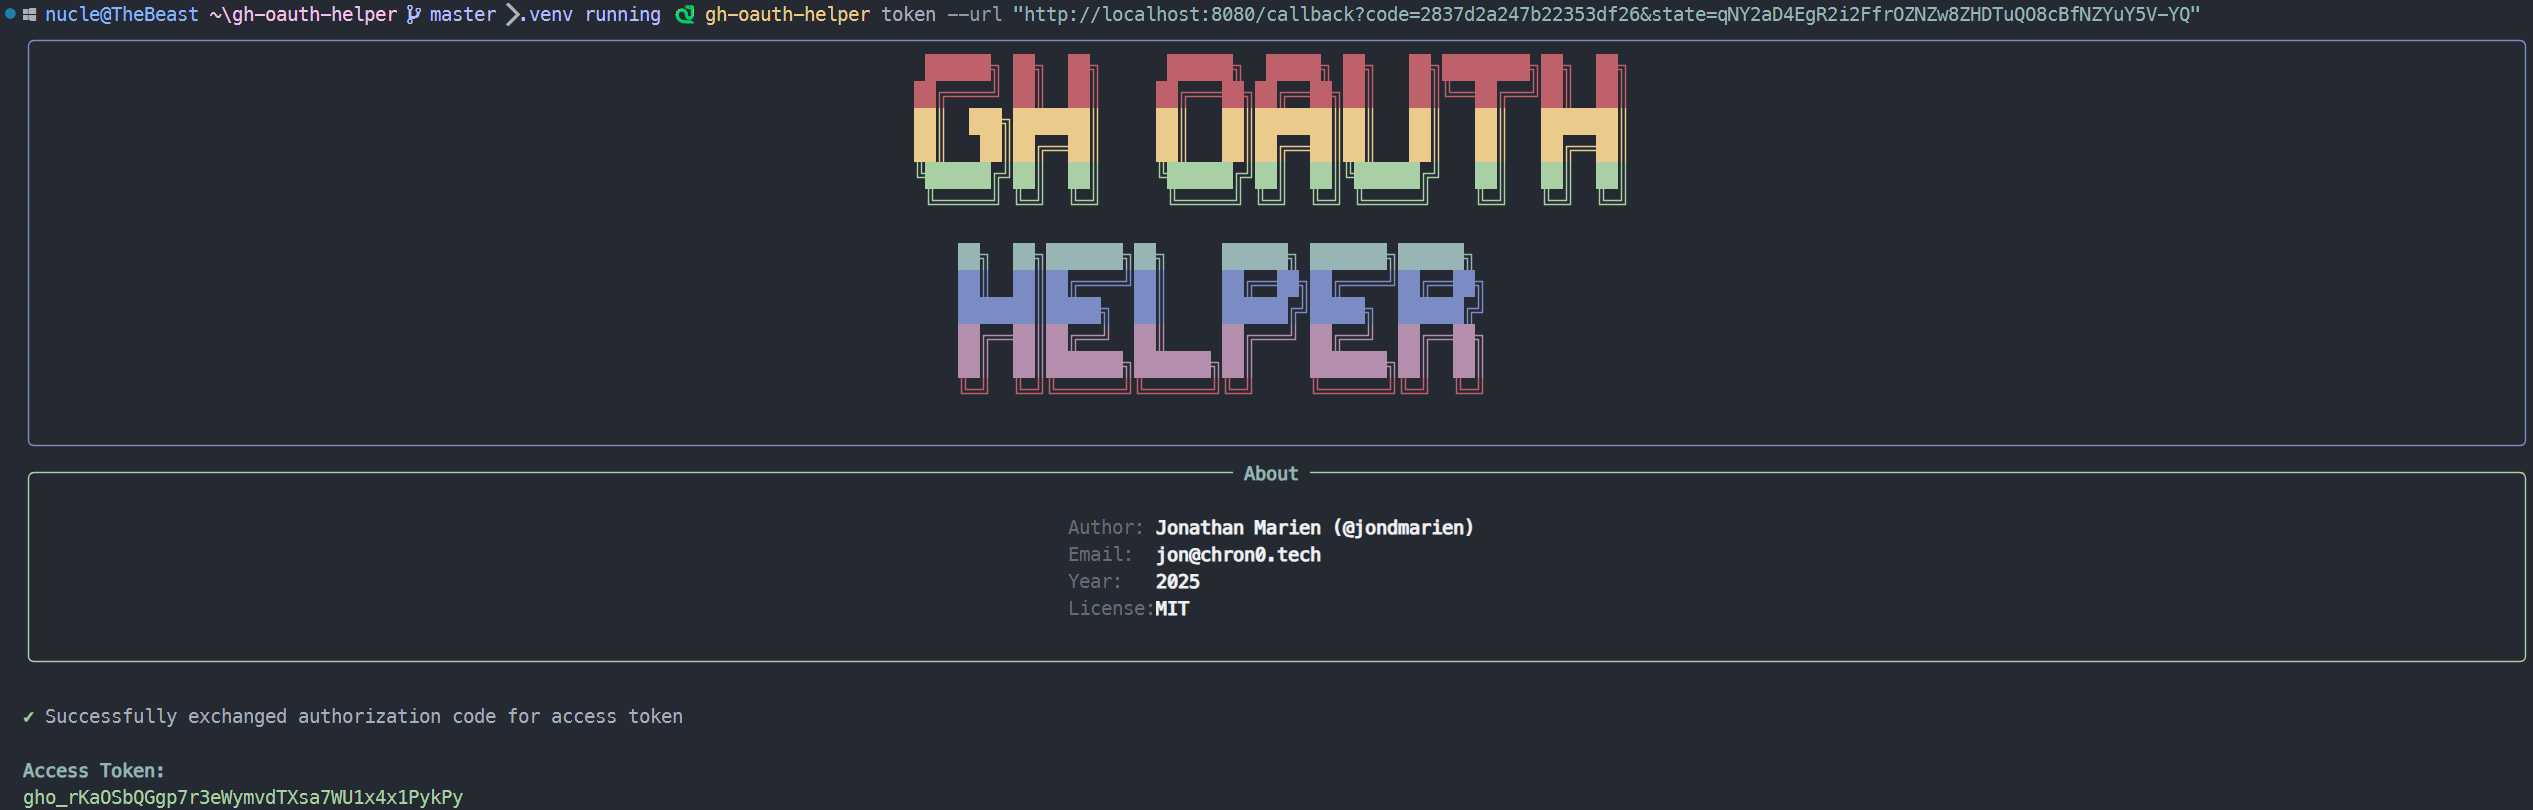 nucle@TheBeast ~\gh-oauth-helper master .venv running gh-oauth-helper token --url "http://localhost:8080/callback?code=2837d2a247b22353df26&state=qNY2aD4EgR2i2FfrOZNZw8ZHDTuQO8cBfNZYuY5V-YQ"
GH OAUTH
HELPER
About
Author: Jonathan Marien (@jondmarien)
Email: jon@chron0.tech
Year: 2025
License: MIT
✓ Successfully exchanged authorization code for access token
Access Token:
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